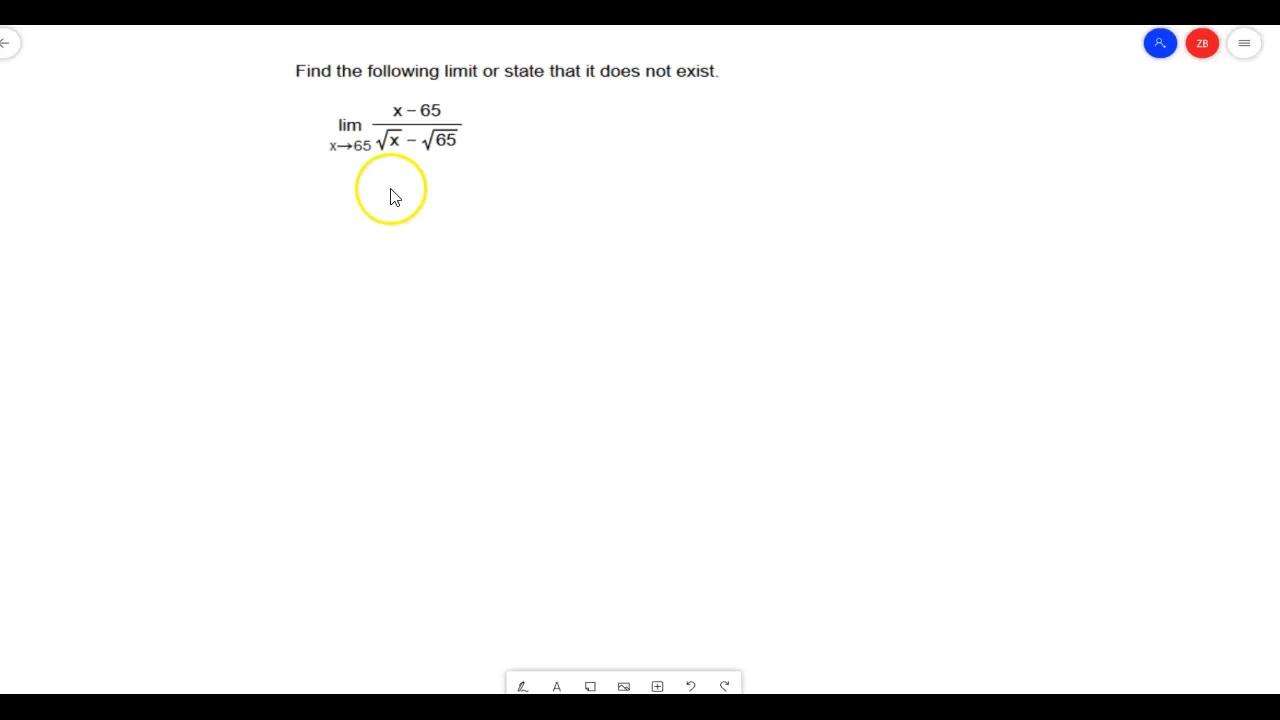 ZB
Find the following limit or state that it does not exist.
x − 65
lim
x→65 √x − √65
A